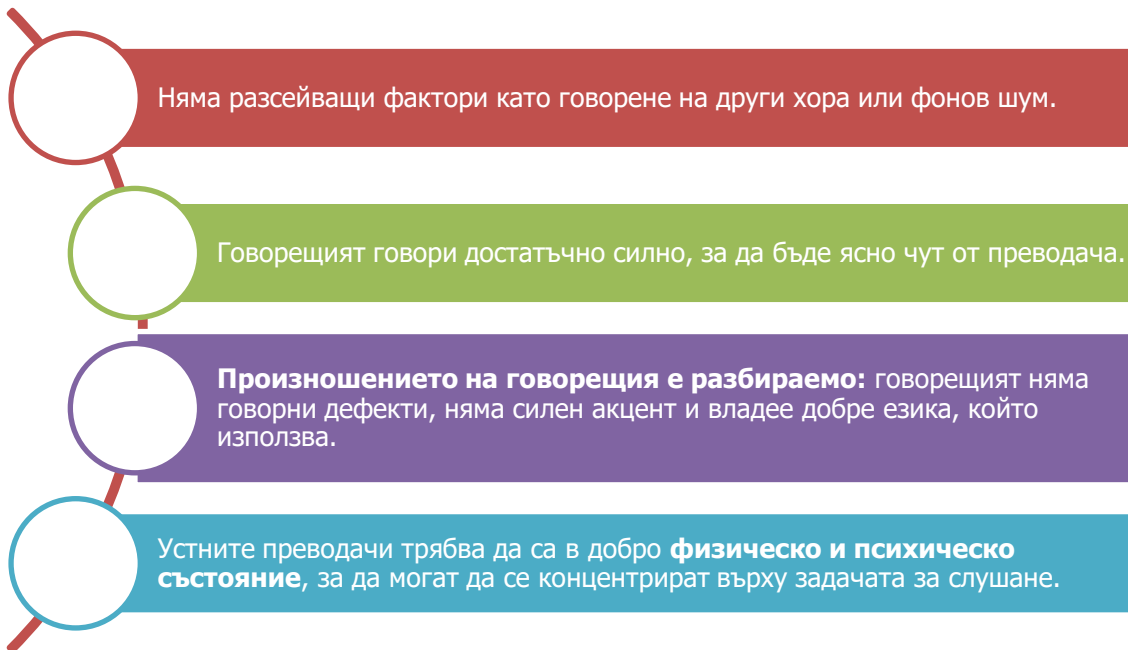 Няма разсейващи фактори като говорене на други хора или фонов шум.
Говорещият говори достатъчно силно, за да бъде ясно чут от преводача.
Произношението на говорещия е разбираемо: говорещият няма
говорни дефекти, няма силен акцент и владее добре езика, който
използва.
Устните преводачи трябва да са в добро физическо и психическо
състояние, за да могат да се концентрират върху задачата за слушане.